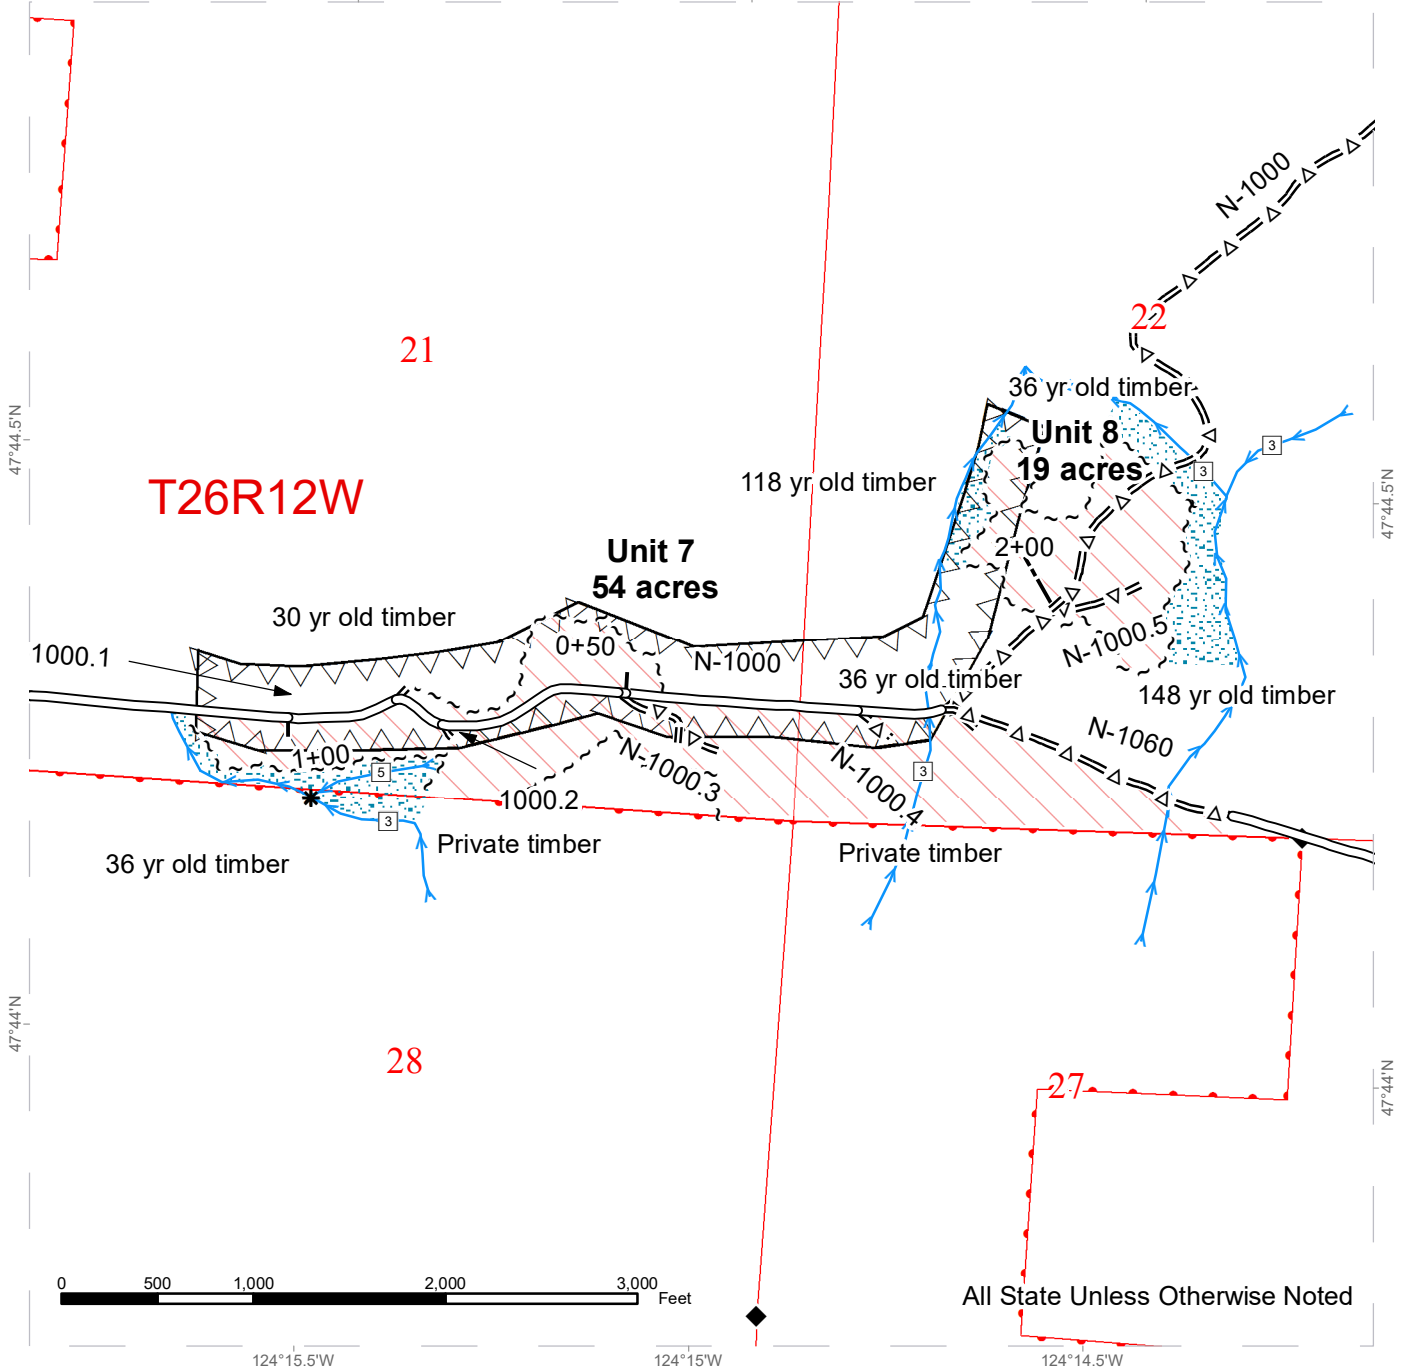 N-1000
22
21
36 yr old timber
Unit 8
19 acres
3
3
47°44.5'N
47°44.5'N
T26R12W
118 yr old timber
Unit 7
54 acres
2+00
30 yr old timber
0+50
N-1000
N-1000.5
1000.1
36 yr old timber
148 yr old timber
N-1060
1+00
5
N-1000.3
N-1000.4
3
1000.2
3
Private timber
Private timber
36 yr old timber
47°44'N
47°44'N
28
27
0 500 1,000 2,000 3,000
Feet
All State Unless Otherwise Noted
124°15.5'W
124°15'W
124°14.5'W